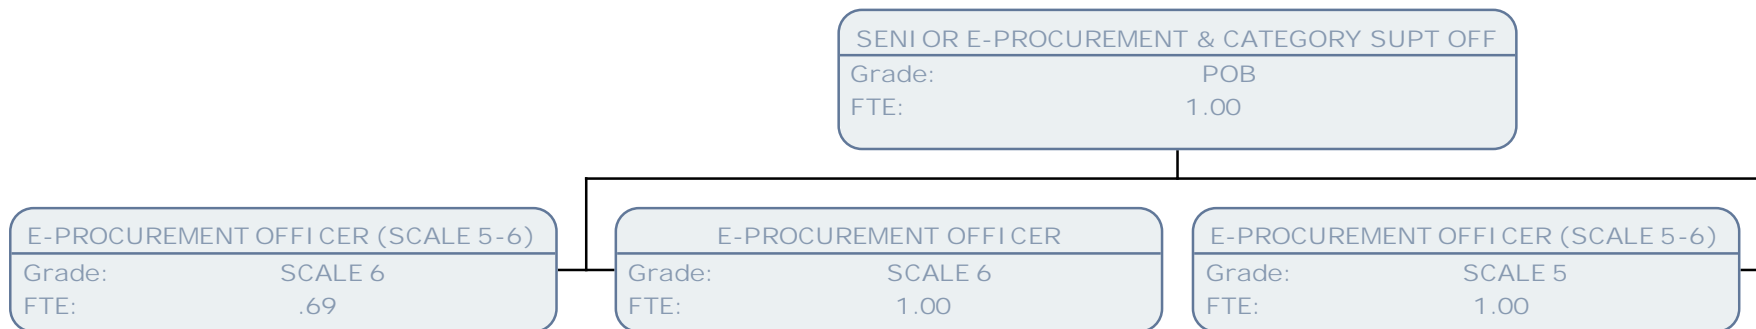 SENIOR E-PROCUREMENT & CATEGORY SUPT OFF
Grade: POB
FTE: 1.00
E-PROCUREMENT OFFICER (SCALE 5-6)
Grade: SCALE 6
FTE: .69
E-PROCUREMENT OFFICER
Grade: SCALE 6
FTE: 1.00
E-PROCUREMENT OFFICER (SCALE 5-6)
Grade: SCALE 5
FTE: 1.00